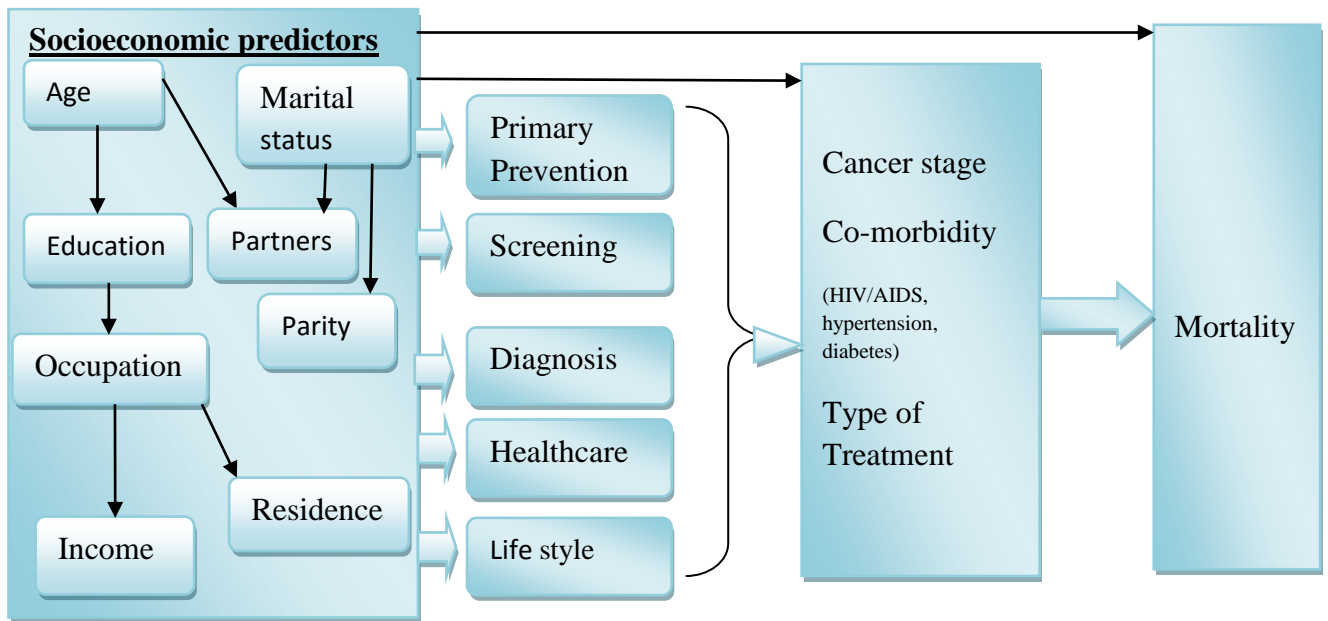 Socioeconomic predictors
Age
Marital
status
Education
Partners
Parity
Occupation
Residence
Income
Primary
Prevention
Screening
Diagnosis
Healthcare
Life style
Cancer stage
Co-morbidity
(HIV/AIDS,
hypertension,
diabetes)
Type of
Treatment
Mortality